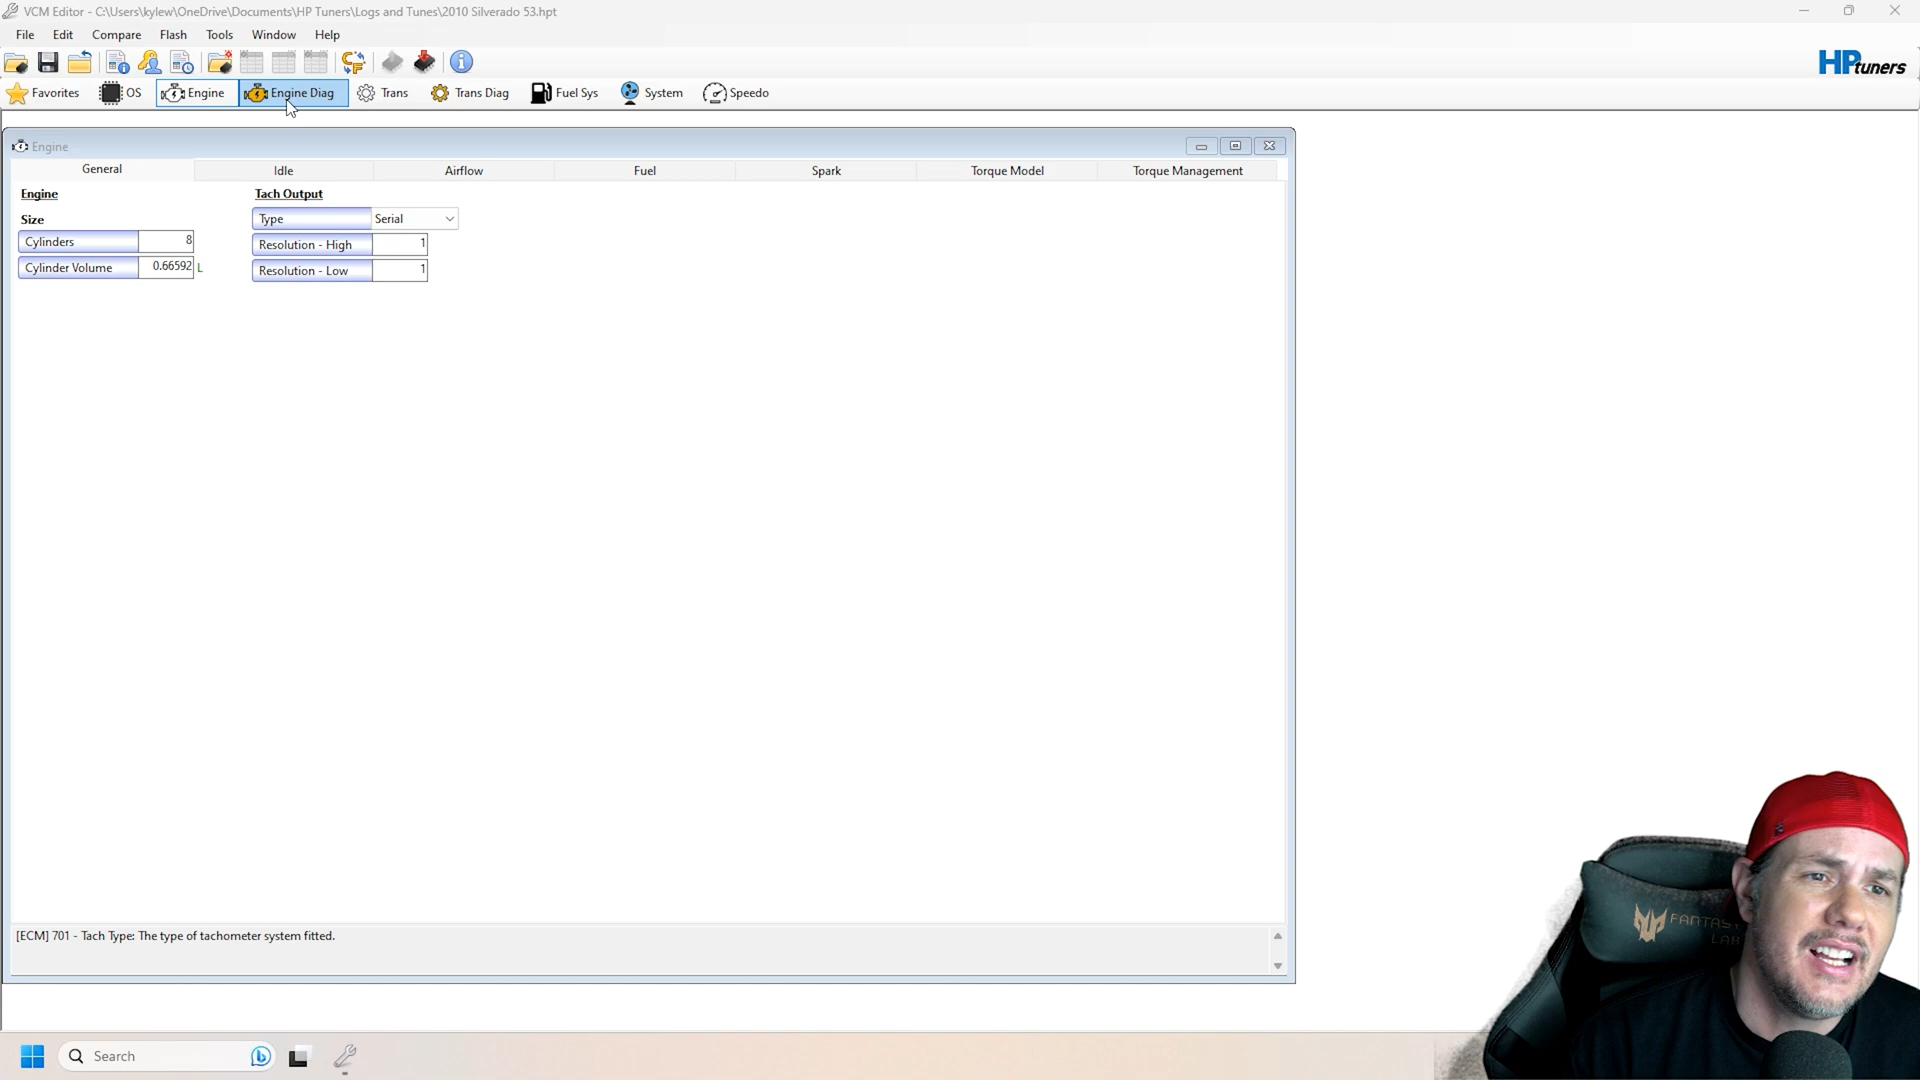 VCM Editor - C:\Users\kylew\OneDrive\Documents\HP Tuners\Logs and Tunes\2010 Silverado 53.hpt
File Edit Compare Flash Tools Window Help
HPtuners
Favorites OS Engine Engine Diag Trans Trans Diag Fuel Sys System Speedo
Engine
General Idle Airflow Fuel Spark Torque Model Torque Management
Engine Tach Output
Size Type Serial
Cylinders 8 Resolution - High 1
Cylinder Volume 0.66592 L Resolution - Low 1
[ECM] 701 - Tach Type: The type of tachometer system fitted.
FANTAS
LAB
Search